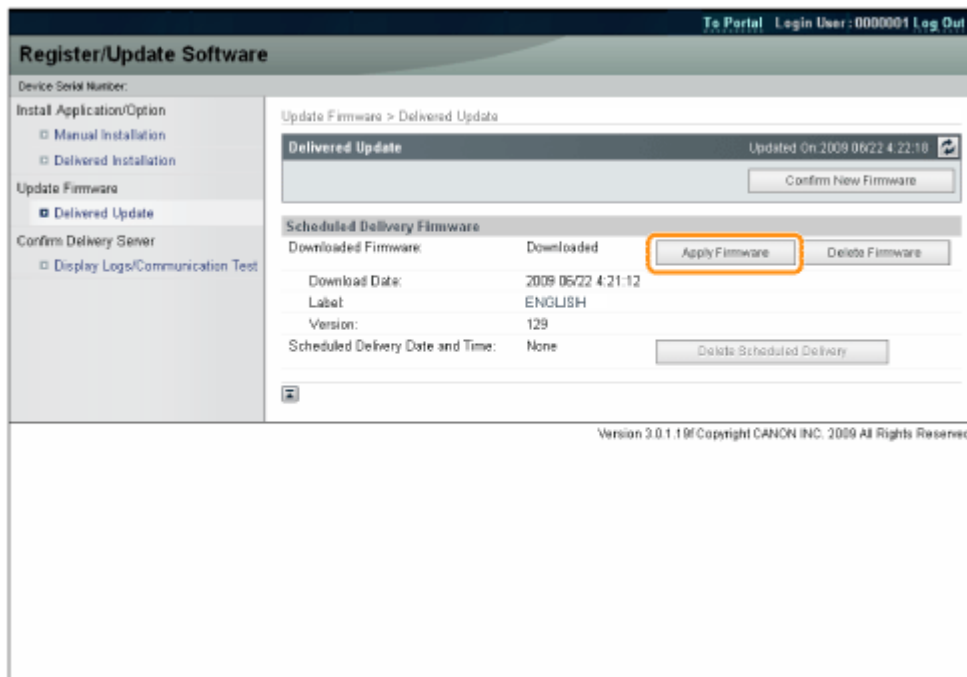 To Portal Login User : 0000001 Log Out
Register/Update Software
Device Serial Number:
Install Application/Option
Manual Installation
Delivered Installation
Update Firmware
Delivered Update
Confirm Delivery Server
Display Logs/Communication Test
Update Firmware > Delivered Update
Delivered Update Updated On:2009 06/22 4:22:18
Confirm New Firmware
Scheduled Delivery Firmware
Downloaded Firmware: Downloaded Apply Firmware Delete Firmware
Download Date: 2009 06/22 4:21:12
Label: ENGLISH
Version: 129
Scheduled Delivery Date and Time: None Delete Scheduled Delivery
Version 3.0.1.19f Copyright CANON INC. 2009 All Rights Reserved